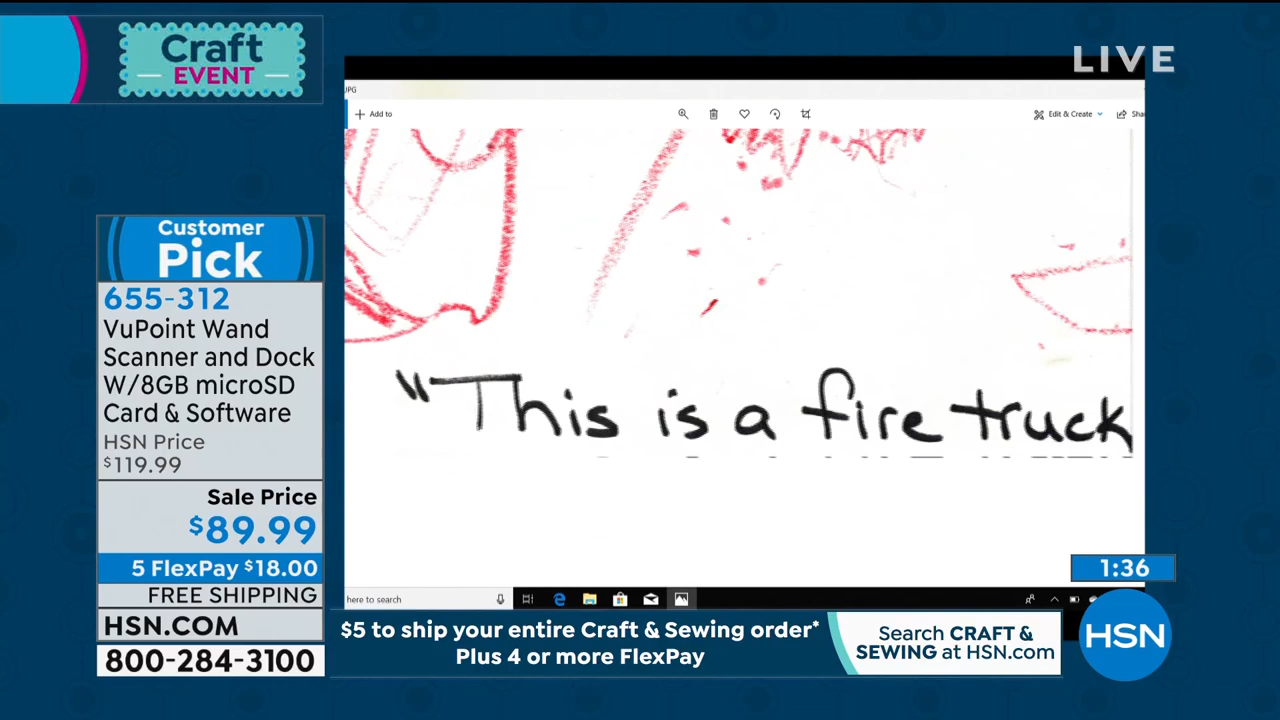 Craft
EVENT
LIVE
JPG
Add to
Edit & Create
Customer
Pick
655-312
VuPoint Wand
Scanner and Dock
W/8GB microSD
Card & Software
HSN Price
$119.99
Sale Price
$89.99
5 FlexPay $18.00
FREE SHIPPING
HSN.COM
800-284-3100
"This is a fire truck
1:36
here to search
$5 to ship your entire Craft & Sewing order*
Plus 4 or more FlexPay
Search CRAFT &
SEWING at HSN.com
HSN